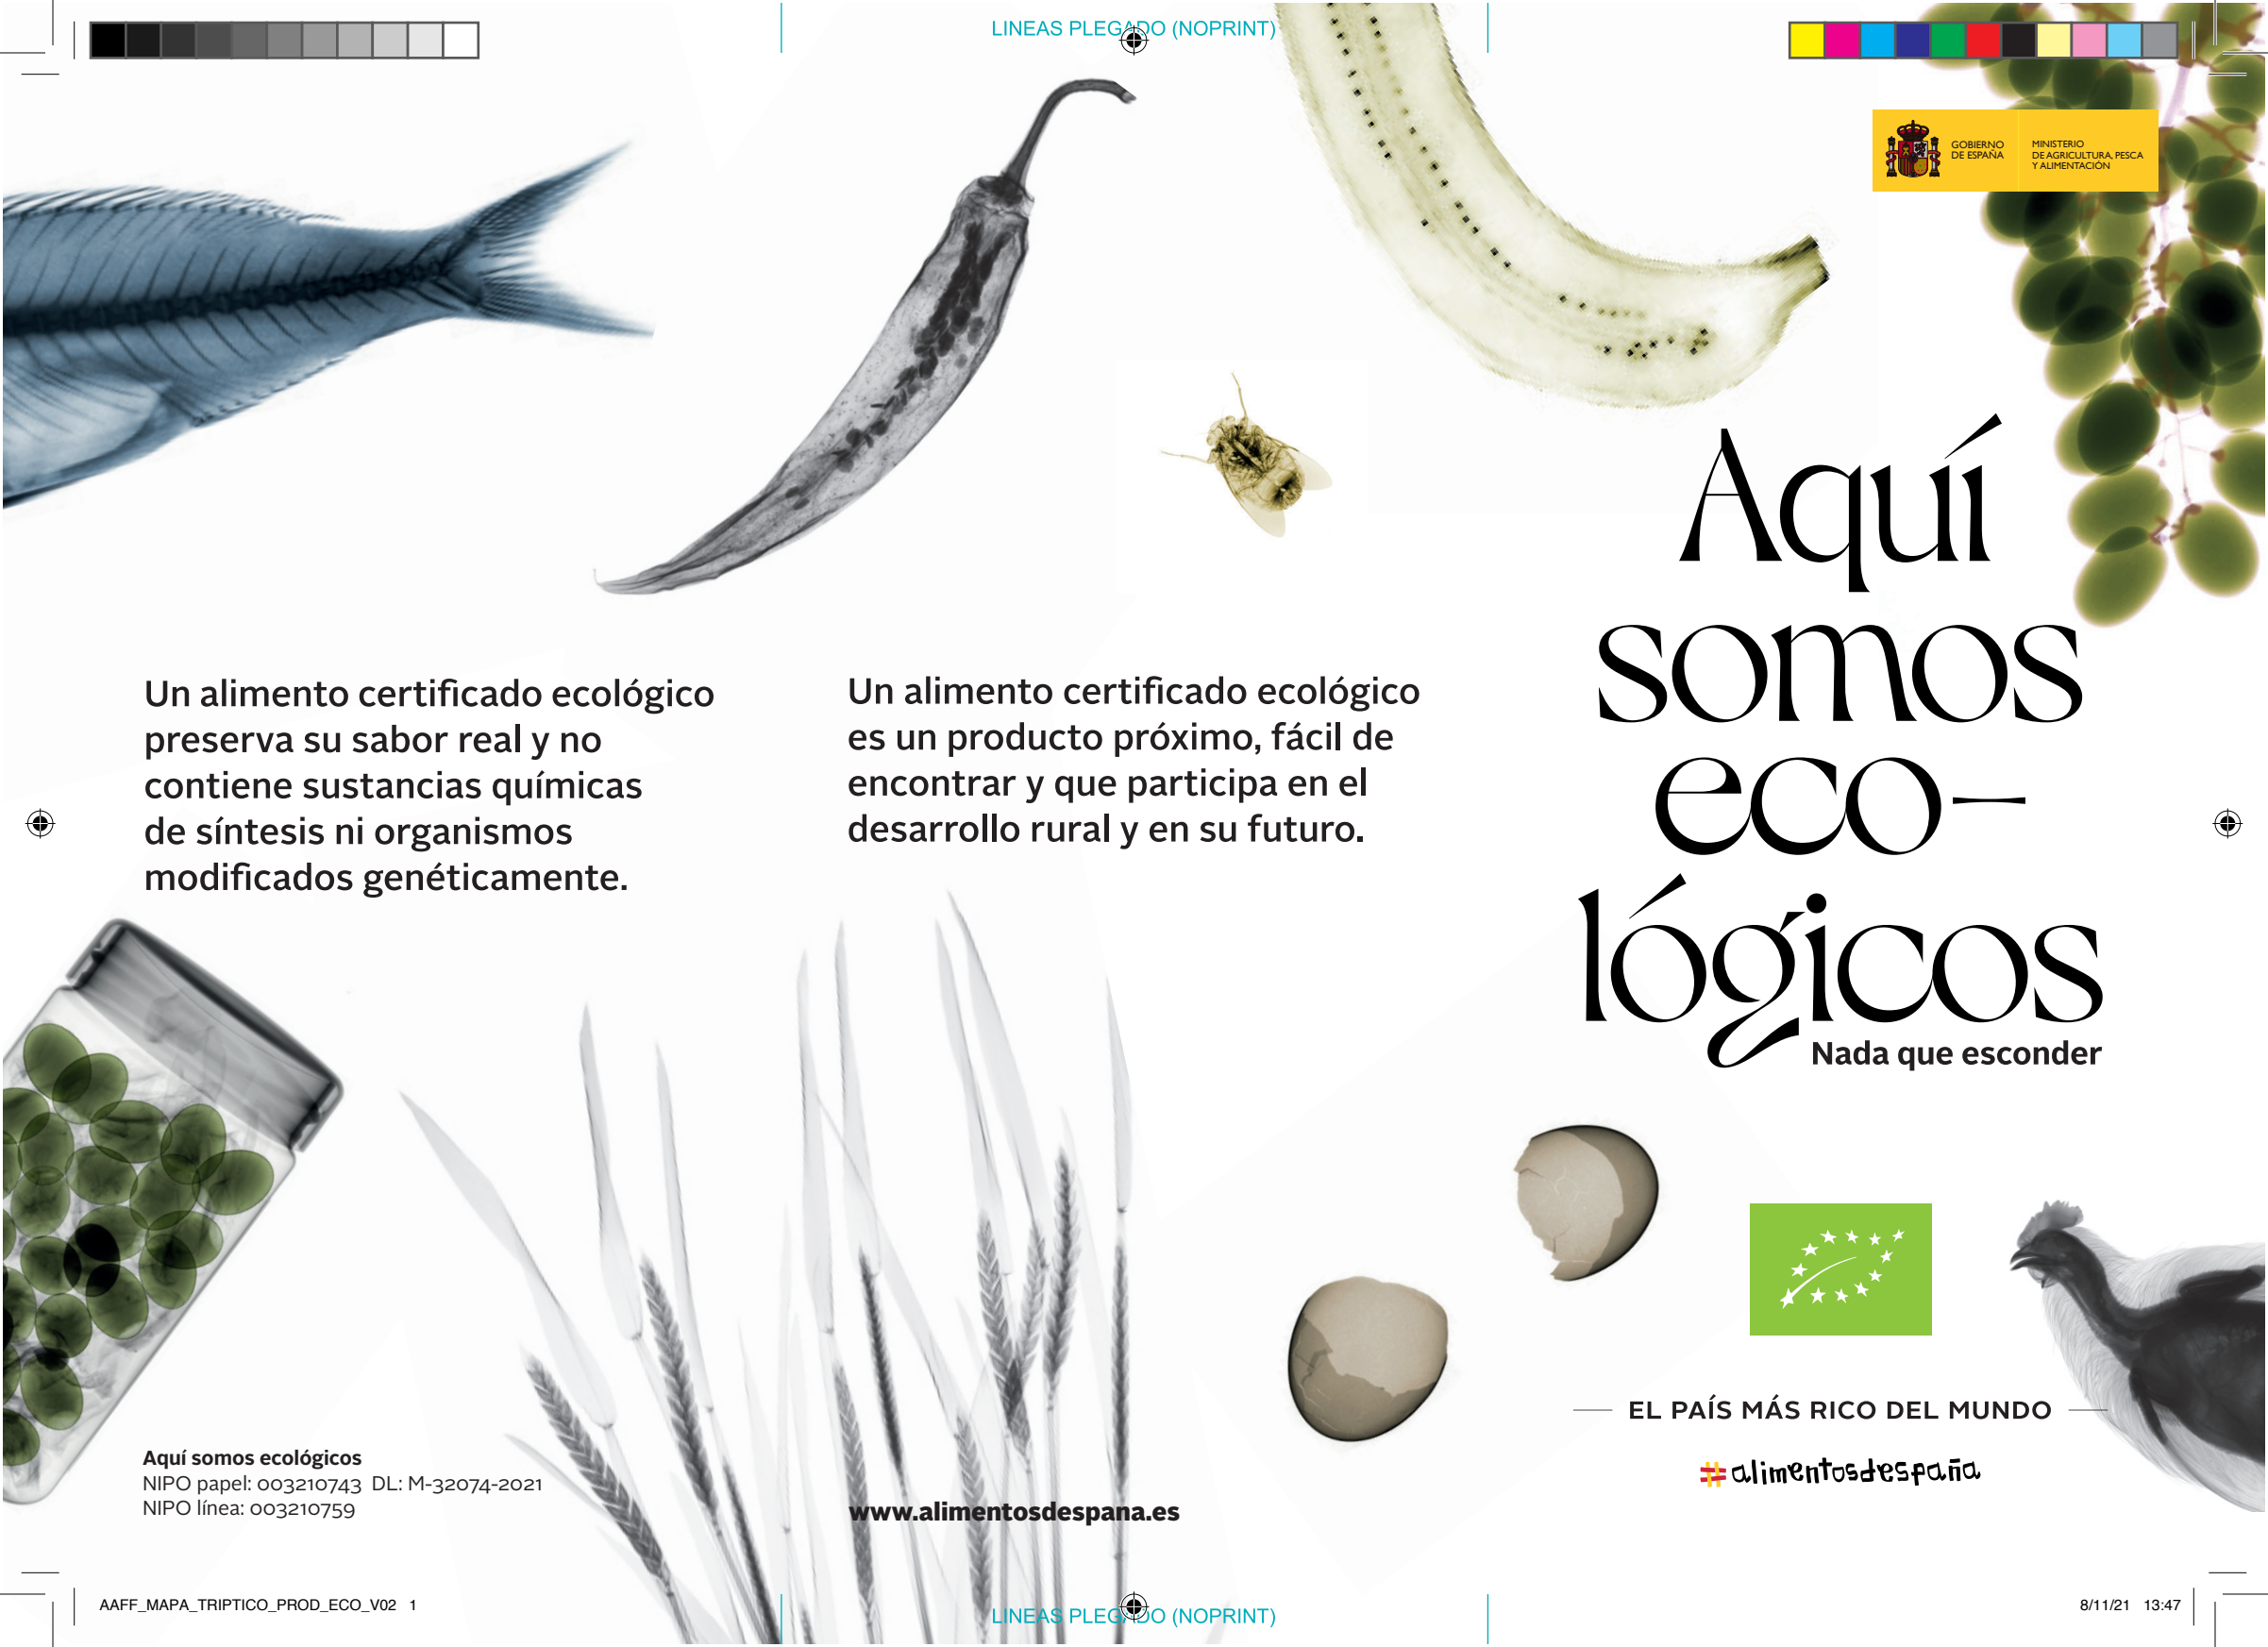 LINEAS PLEGADO (NOPRINT)
GOBIERNO
DE ESPAÑA
MINISTERIO
DE AGRICULTURA, PESCA
Y ALIMENTACIÓN
Un alimento certificado ecológico
preserva su sabor real y no
contiene sustancias químicas
de síntesis ni organismos
modificados genéticamente.
Aquí somos ecológicos
NIPO papel: 003210743 DL: M-32074-2021
NIPO línea: 003210759
Un alimento certificado ecológico
es un producto próximo, fácil de
encontrar y que participa en el
desarrollo rural y en su futuro.
www.alimentosdespana.es
Aquí
somos
eco-
lógicos
Nada que esconder
EL PAÍS MÁS RICO DEL MUNDO
#alimentosdespaña
AAFF_MAPA_TRIPTICO_PROD_ECO_V02 1
LINEAS PLEGADO (NOPRINT)
8/11/21 13:47